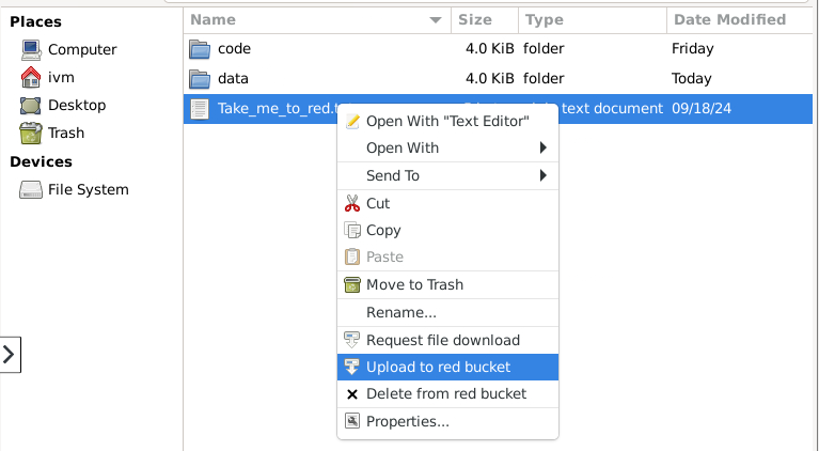 Places
Computer
ivm
Desktop
Trash
Devices
File System
Name Size Type Date Modified
code 4.0 KiB folder Friday
data 4.0 KiB folder Today
Take_me_to_red. text document 09/18/24
Open With "Text Editor"
Open With
Send To
Cut
Copy
Paste
Move to Trash
Rename...
Request file download
Upload to red bucket
Delete from red bucket
Properties...